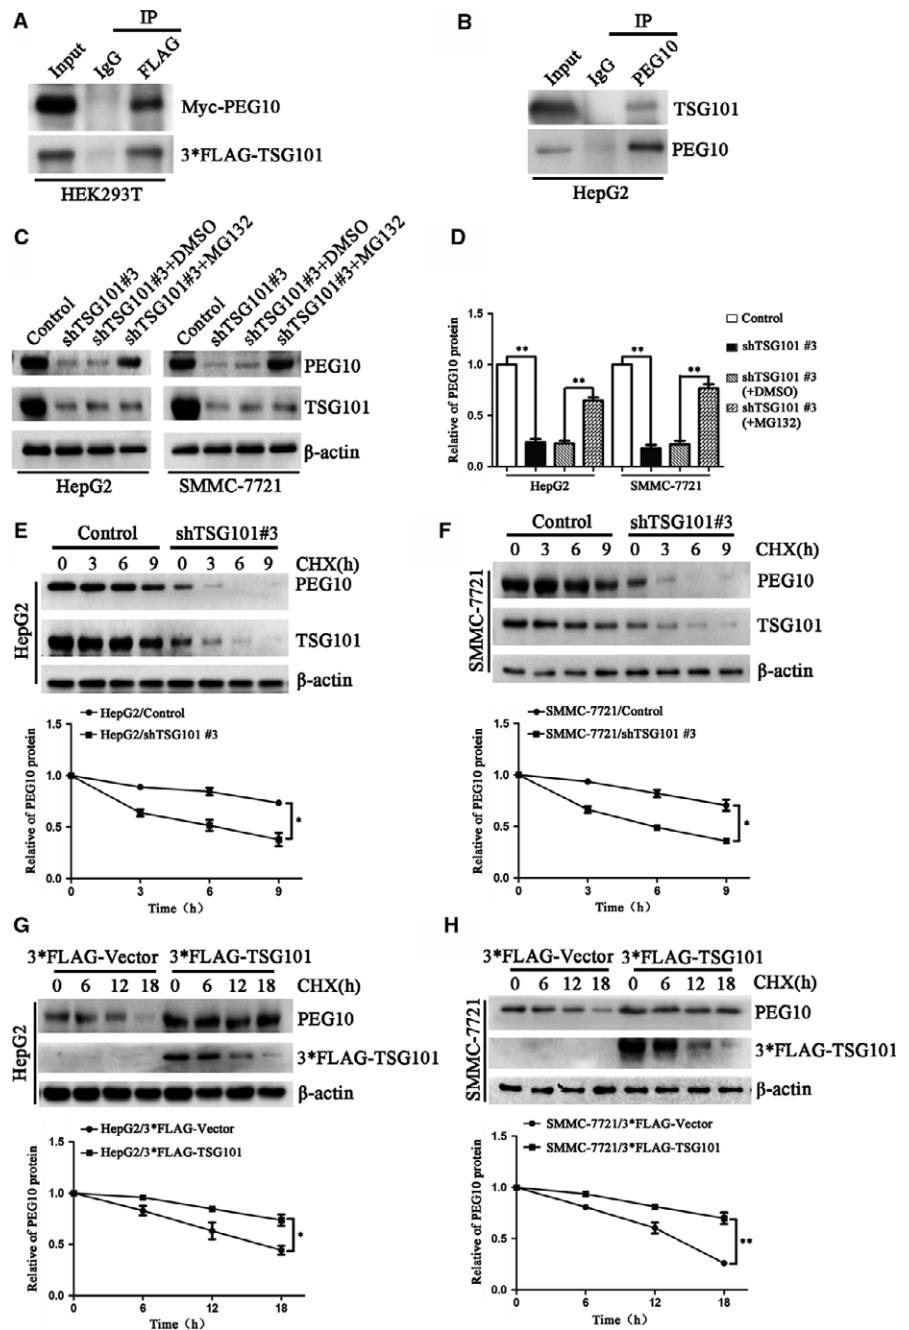 A
IP
Input IgG FLAG
Myc-PEG10
3*FLAG-TSG101
HEK293T
B
IP
Input IgG PEG10
TSG101
PEG10
HepG2
C
Control shTSG101#3 shTSG101#3+DMSO shTSG101#3+MG132 Control shTSG101#3 shTSG101#3+DMSO shTSG101#3+MG132
PEG10
TSG101
β-actin
HepG2 SMMC-7721
D
Relative of PEG10 protein
1.5
1.0
0.5
0.0
** ** ** **
HepG2 SMMC-7721
Control
shTSG101 #3
shTSG101 #3
(+DMSO)
shTSG101 #3
(+MG132)
E
Control shTSG101#3
0 3 6 9 0 3 6 9 CHX(h)
HepG2
PEG10
TSG101
β-actin
HepG2/Control
HepG2/shTSG101 #3
Relative of PEG10 protein
1.5
1.0
0.5
0.0
*
0 3 6 9
Time（h）
F
Control shTSG101#3
0 3 6 9 0 3 6 9 CHX(h)
SMMC-7721
PEG10
TSG101
β-actin
SMMC-7721/Control
SMMC-7721/shTSG101 #3
Relative of PEG10 protein
1.5
1.0
0.5
0.0
*
0 3 6 9
Time（h）
G
3*FLAG-Vector 3*FLAG-TSG101
0 6 12 18 0 6 12 18 CHX(h)
HepG2
PEG10
3*FLAG-TSG101
β-actin
HepG2/3*FLAG-Vector
HepG2/3*FLAG-TSG101
Relative of PEG10 protein
1.5
1.0
0.5
0.0
*
0 6 12 18
Time（h）
H
3*FLAG-Vector 3*FLAG-TSG101
0 6 12 18 0 6 12 18 CHX(h)
SMMC-7721
PEG10
3*FLAG-TSG101
β-actin
SMMC-7721/3*FLAG-Vector
SMMC-7721/3*FLAG-TSG101
Relative of PEG10 protein
1.5
1.0
0.5
0.0
**
0 6 12 18
Time（h）